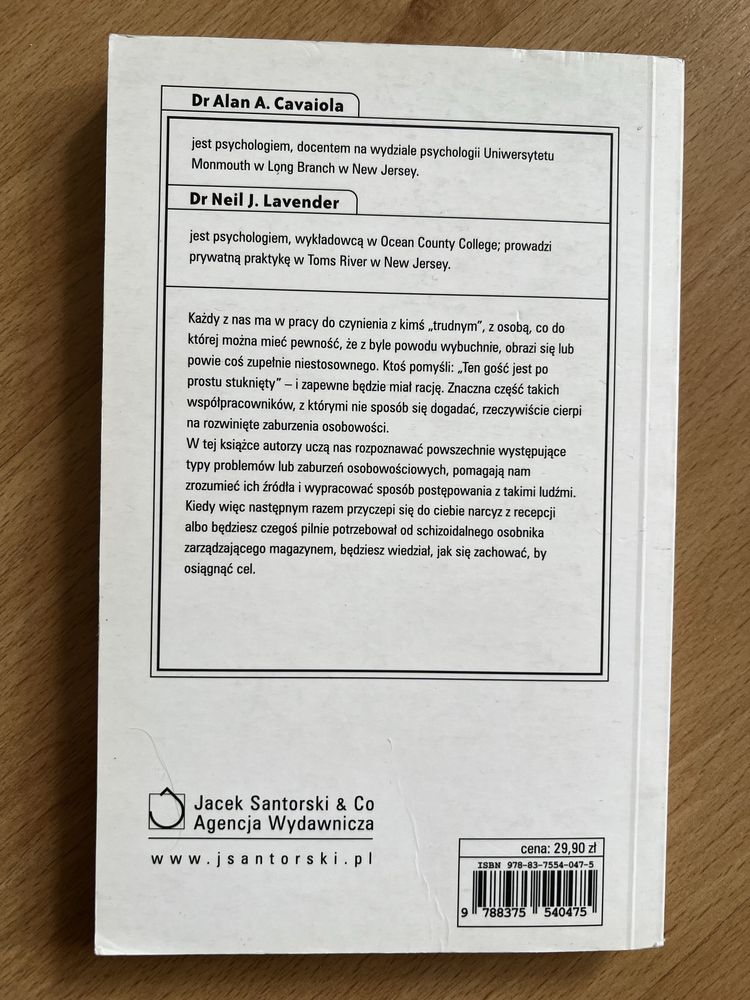 Dr Alan A. Cavaiola
jest psychologiem, docentem na wydziale psychologii Uniwersytetu
Monmouth w Long Branch w New Jersey.
Dr Neil J. Lavender
jest psychologiem, wykładowcą w Ocean County College; prowadzi
prywatną praktykę w Toms River w New Jersey.
Każdy z nas ma w pracy do czynienia z kimś „trudnym”, z osobą, co do
której można mieć pewność, że z byle powodu wybuchnie, obrazi się lub
powie coś zupełnie niestosownego. Ktoś pomyśli: „Ten gość jest po
prostu stuknięty” – i zapewne będzie miał rację. Znaczna część takich
współpracowników, z którymi nie sposób się dogadać, rzeczywiście cierpi
na rozwinięte zaburzenia osobowości.
W tej książce autorzy uczą nas rozpoznawać powszechnie występujące
typy problemów lub zaburzeń osobowościowych, pomagają nam
zrozumieć ich źródła i wypracować sposób postępowania z takimi ludźmi.
Kiedy więc następnym razem przyczepi się do ciebie narcyz z recepcji
albo będziesz czegoś pilnie potrzebował od schizoidalnego osobnika
zarządzającego magazynem, będziesz wiedział, jak się zachować, by
osiągnąć cel.
Jacek Santorski & Co
Agencja Wydawnicza
www.jsantorski.pl
cena: 29,90 zł
ISBN 978-83-7554-047-5
9 788375 540475